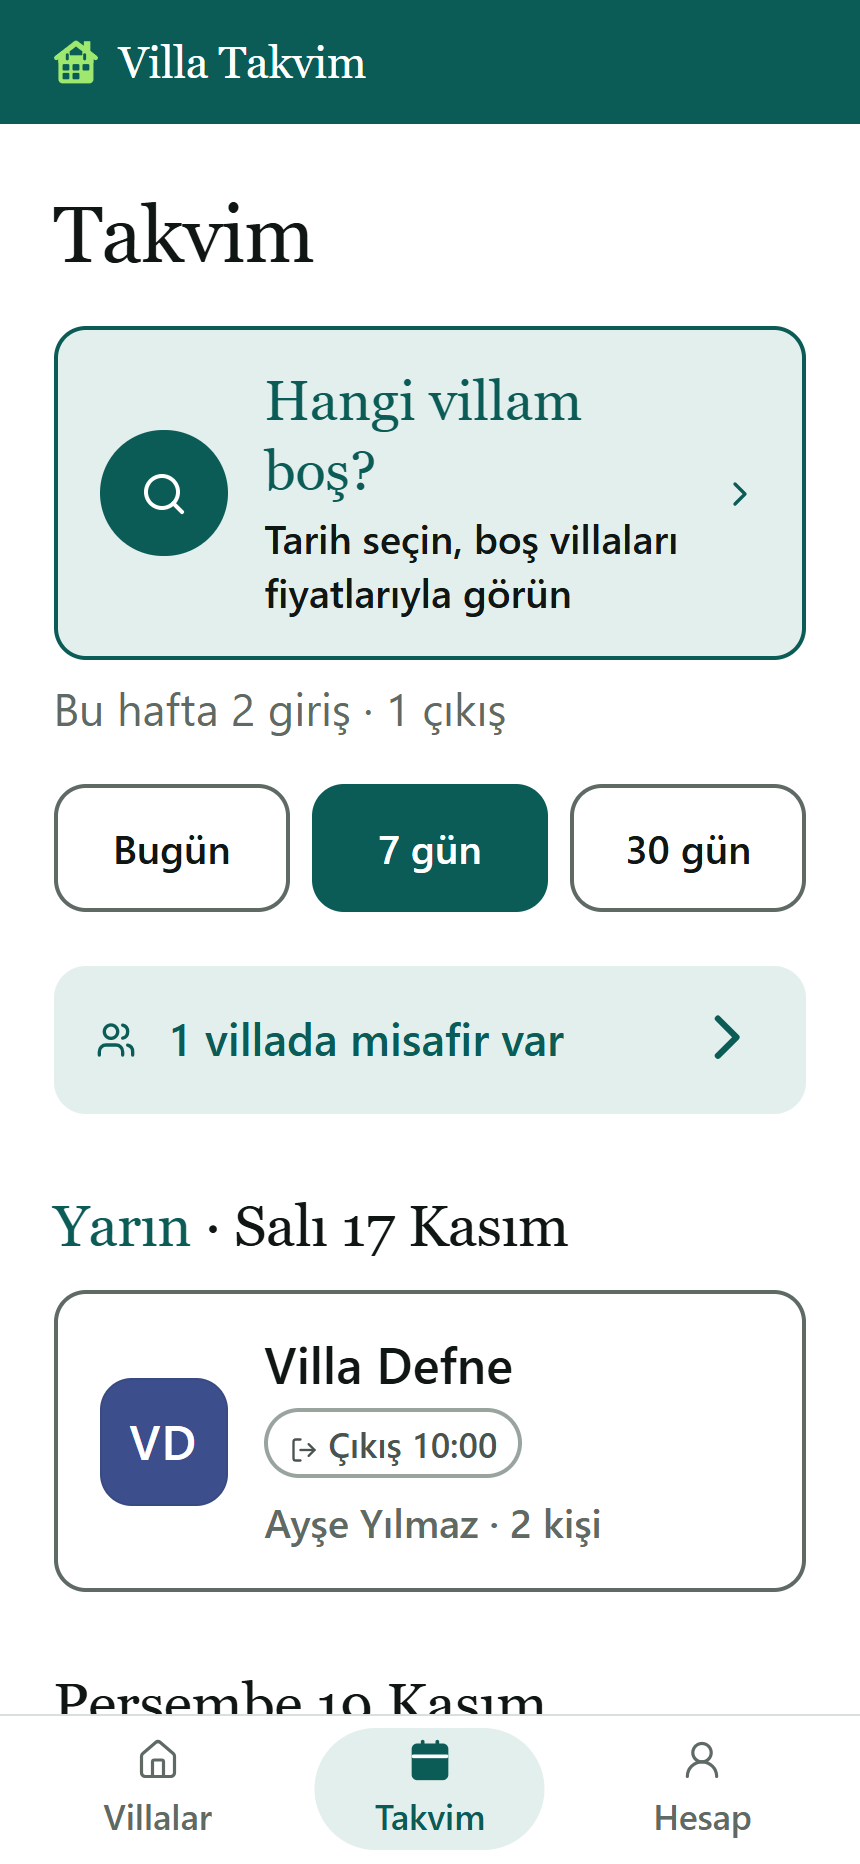 Villa Takvim
Takvim
Hangi villam
boş?
Tarih seçin, boş villaları
fiyatlarıyla görün
Bu hafta 2 giriş · 1 çıkış
Bugün
7 gün
30 gün
1 villada misafir var
Yarın · Salı 17 Kasım
VD
Villa Defne
Çıkış 10:00
Ayşe Yılmaz · 2 kişi
Perşembe 19 Kasım
Villalar
Takvim
Hesap